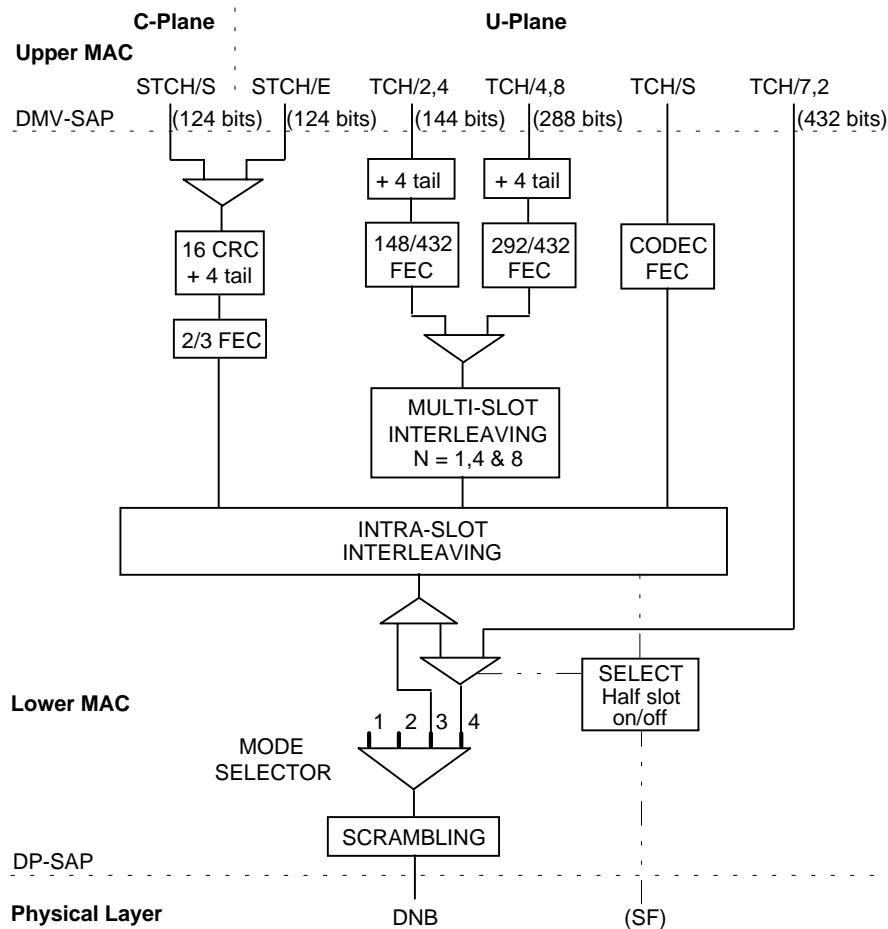 C-Plane
U-Plane
Upper MAC
STCH/S
STCH/E
TCH/2,4
TCH/4,8
TCH/S
TCH/7,2
DMV-SAP
(124 bits)
(124 bits)
(144 bits)
(288 bits)
(432 bits)
+ 4 tail
+ 4 tail
16 CRC
+ 4 tail
148/432
FEC
292/432
FEC
CODEC
FEC
2/3 FEC
MULTI-SLOT
INTERLEAVING
N = 1,4 & 8
INTRA-SLOT
INTERLEAVING
SELECT
Half slot
on/off
Lower MAC
1
2
3
4
MODE
SELECTOR
SCRAMBLING
DP-SAP
Physical Layer
DNB
(SF)